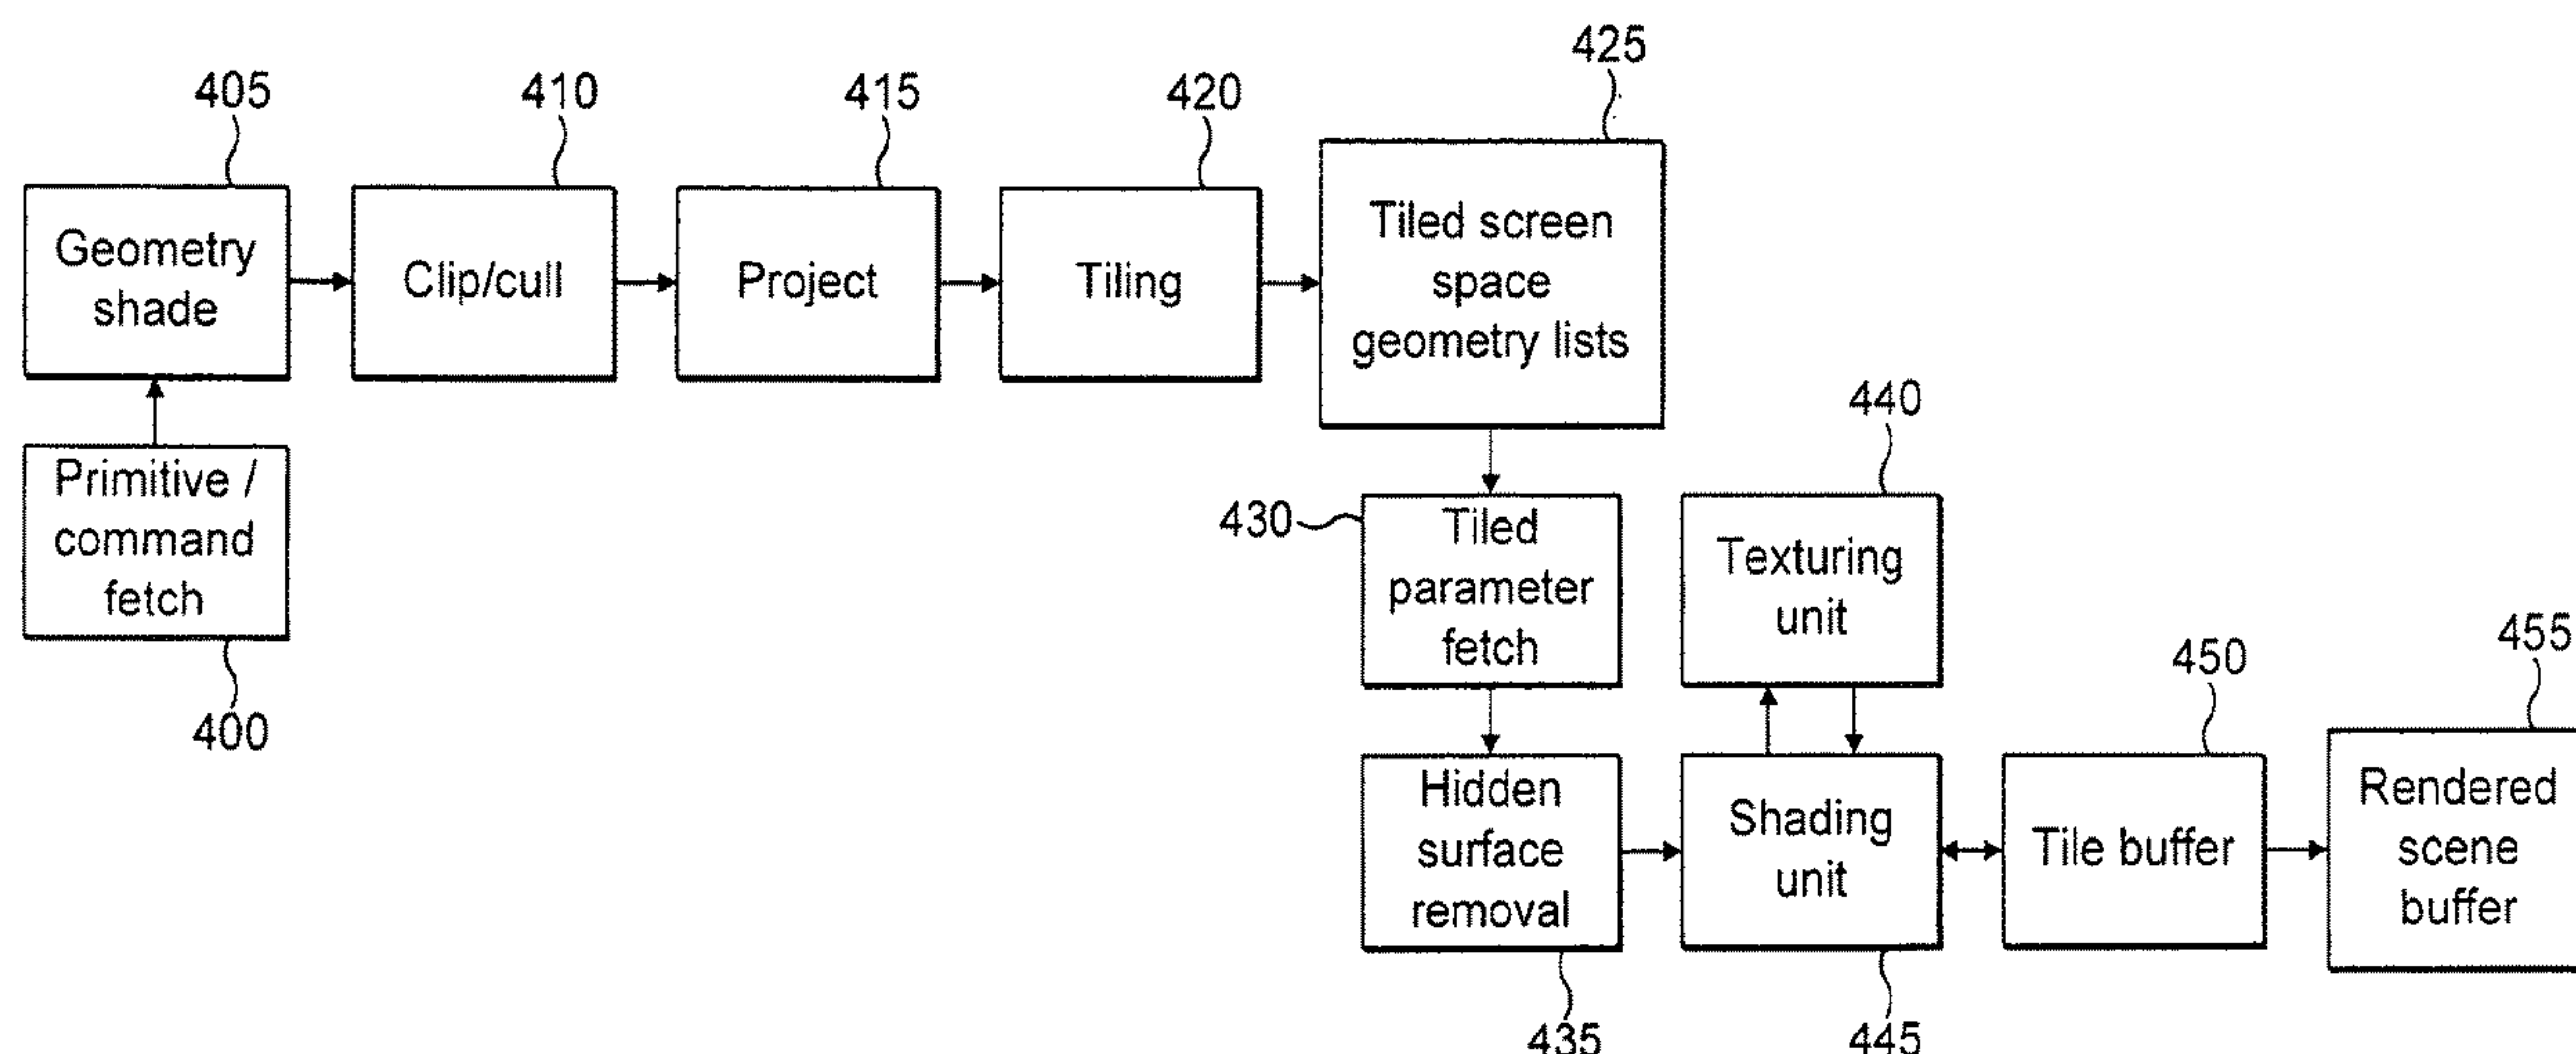 425
405
410
415
420
Geometry
shade
Clip/cull
Project
Tiling
Tiled screen
space
geometry lists
Primitive /
command
fetch
400
430
Tiled
parameter
fetch
440
Texturing
unit
Hidden
surface
removal
435
Shading
unit
445
450
Tile buffer
455
Rendered
scene
buffer